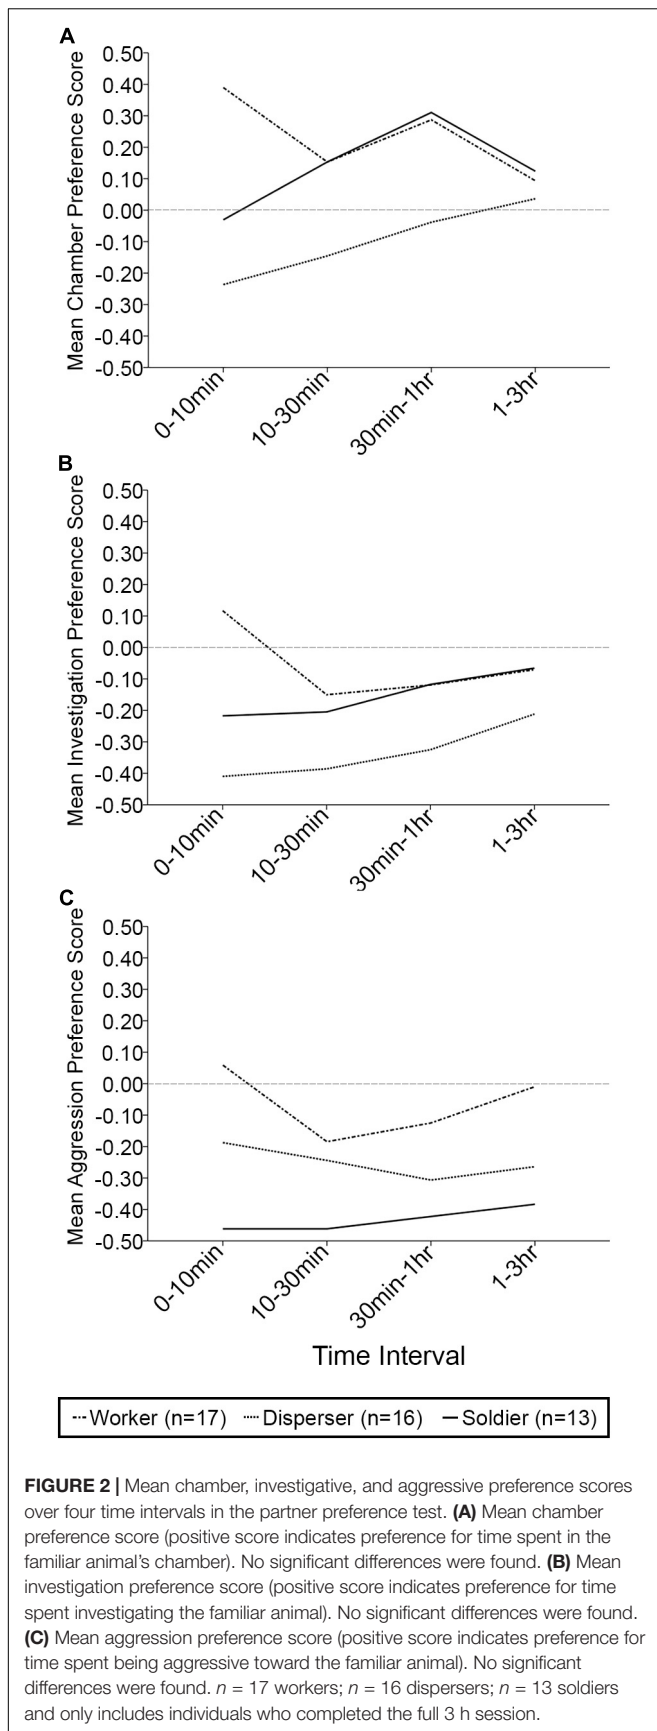 A
Mean Chamber Preference Score
0.50
0.40
0.30
0.20
0.10
0.00
-0.10
-0.20
-0.30
-0.40
-0.50
0-10min
10-30min
30min-1hr
1-3hr
B
Mean Investigation Preference Score
0.50
0.40
0.30
0.20
0.10
0.00
-0.10
-0.20
-0.30
-0.40
-0.50
0-10min
10-30min
30min-1hr
1-3hr
C
Mean Aggression Preference Score
0.50
0.40
0.30
0.20
0.10
0.00
-0.10
-0.20
-0.30
-0.40
-0.50
0-10min
10-30min
30min-1hr
1-3hr
Time Interval
Worker (n=17) Disperser (n=16) Soldier (n=13)
FIGURE 2 | Mean chamber, investigative, and aggressive preference scores
over four time intervals in the partner preference test. (A) Mean chamber
preference score (positive score indicates preference for time spent in the
familiar animal's chamber). No significant differences were found. (B) Mean
investigation preference score (positive score indicates preference for time
spent investigating the familiar animal). No significant differences were found.
(C) Mean aggression preference score (positive score indicates preference for
time spent being aggressive toward the familiar animal). No significant
differences were found. n = 17 workers; n = 16 dispersers; n = 13 soldiers
and only includes individuals who completed the full 3 h session.